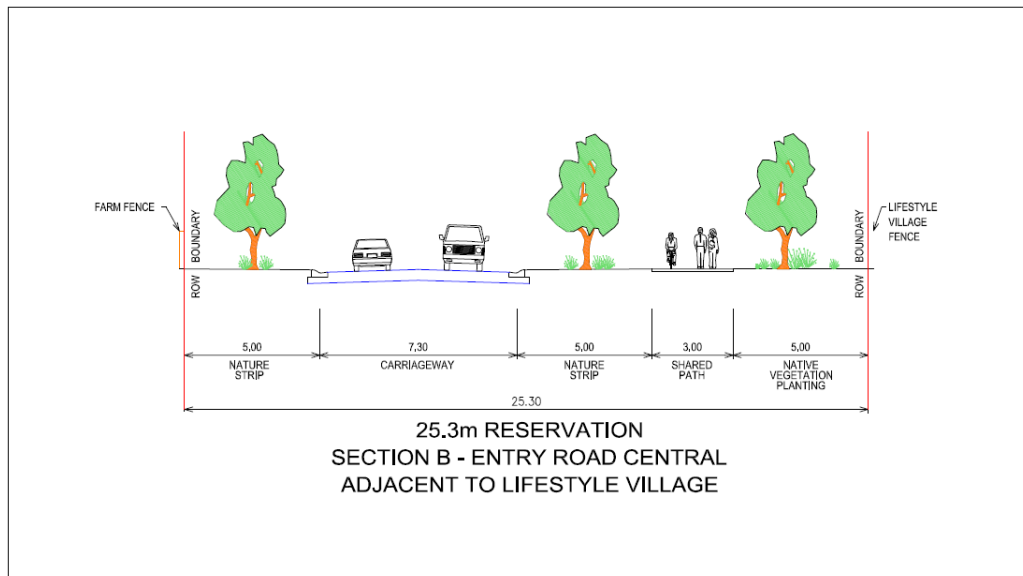 FARM FENCE
ROW BOUNDARY
ROW BOUNDARY
LIFESTYLE
VILLAGE
FENCE
5,00
7,30
5,00
3,00
5,00
NATURE
STRIP
CARRIAGEWAY
NATURE
STRIP
SHARED
PATH
NATIVE
VEGETATION
PLANTING
25.30
25.3m RESERVATION
SECTION B - ENTRY ROAD CENTRAL
ADJACENT TO LIFESTYLE VILLAGE